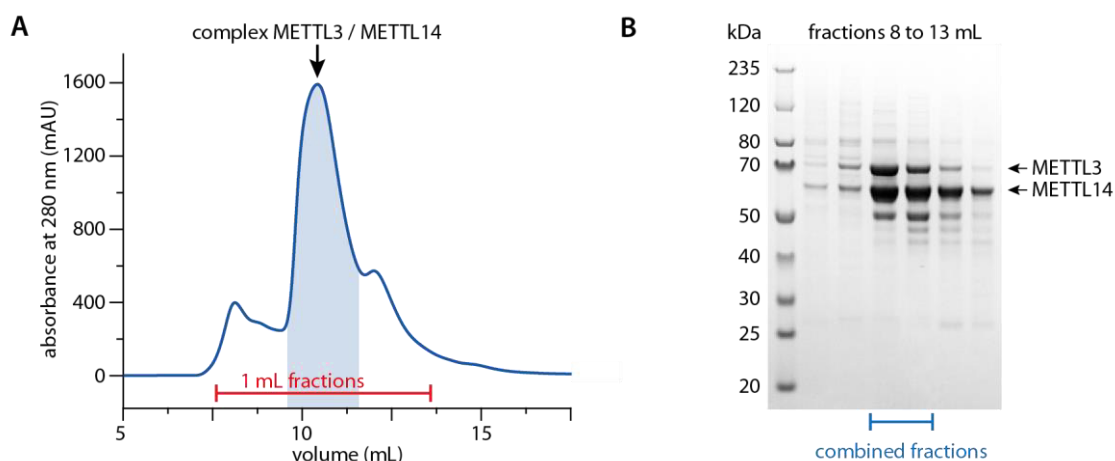 A
complex METTL3 / METTL14
absorbance at 280 nm (mAU)
1600
1200
800
400
0
1 mL fractions
5
10
15
volume (mL)
B
kDa
fractions 8 to 13 mL
235
120
80
70
50
40
30
25
20
METTL3
METTL14
combined fractions